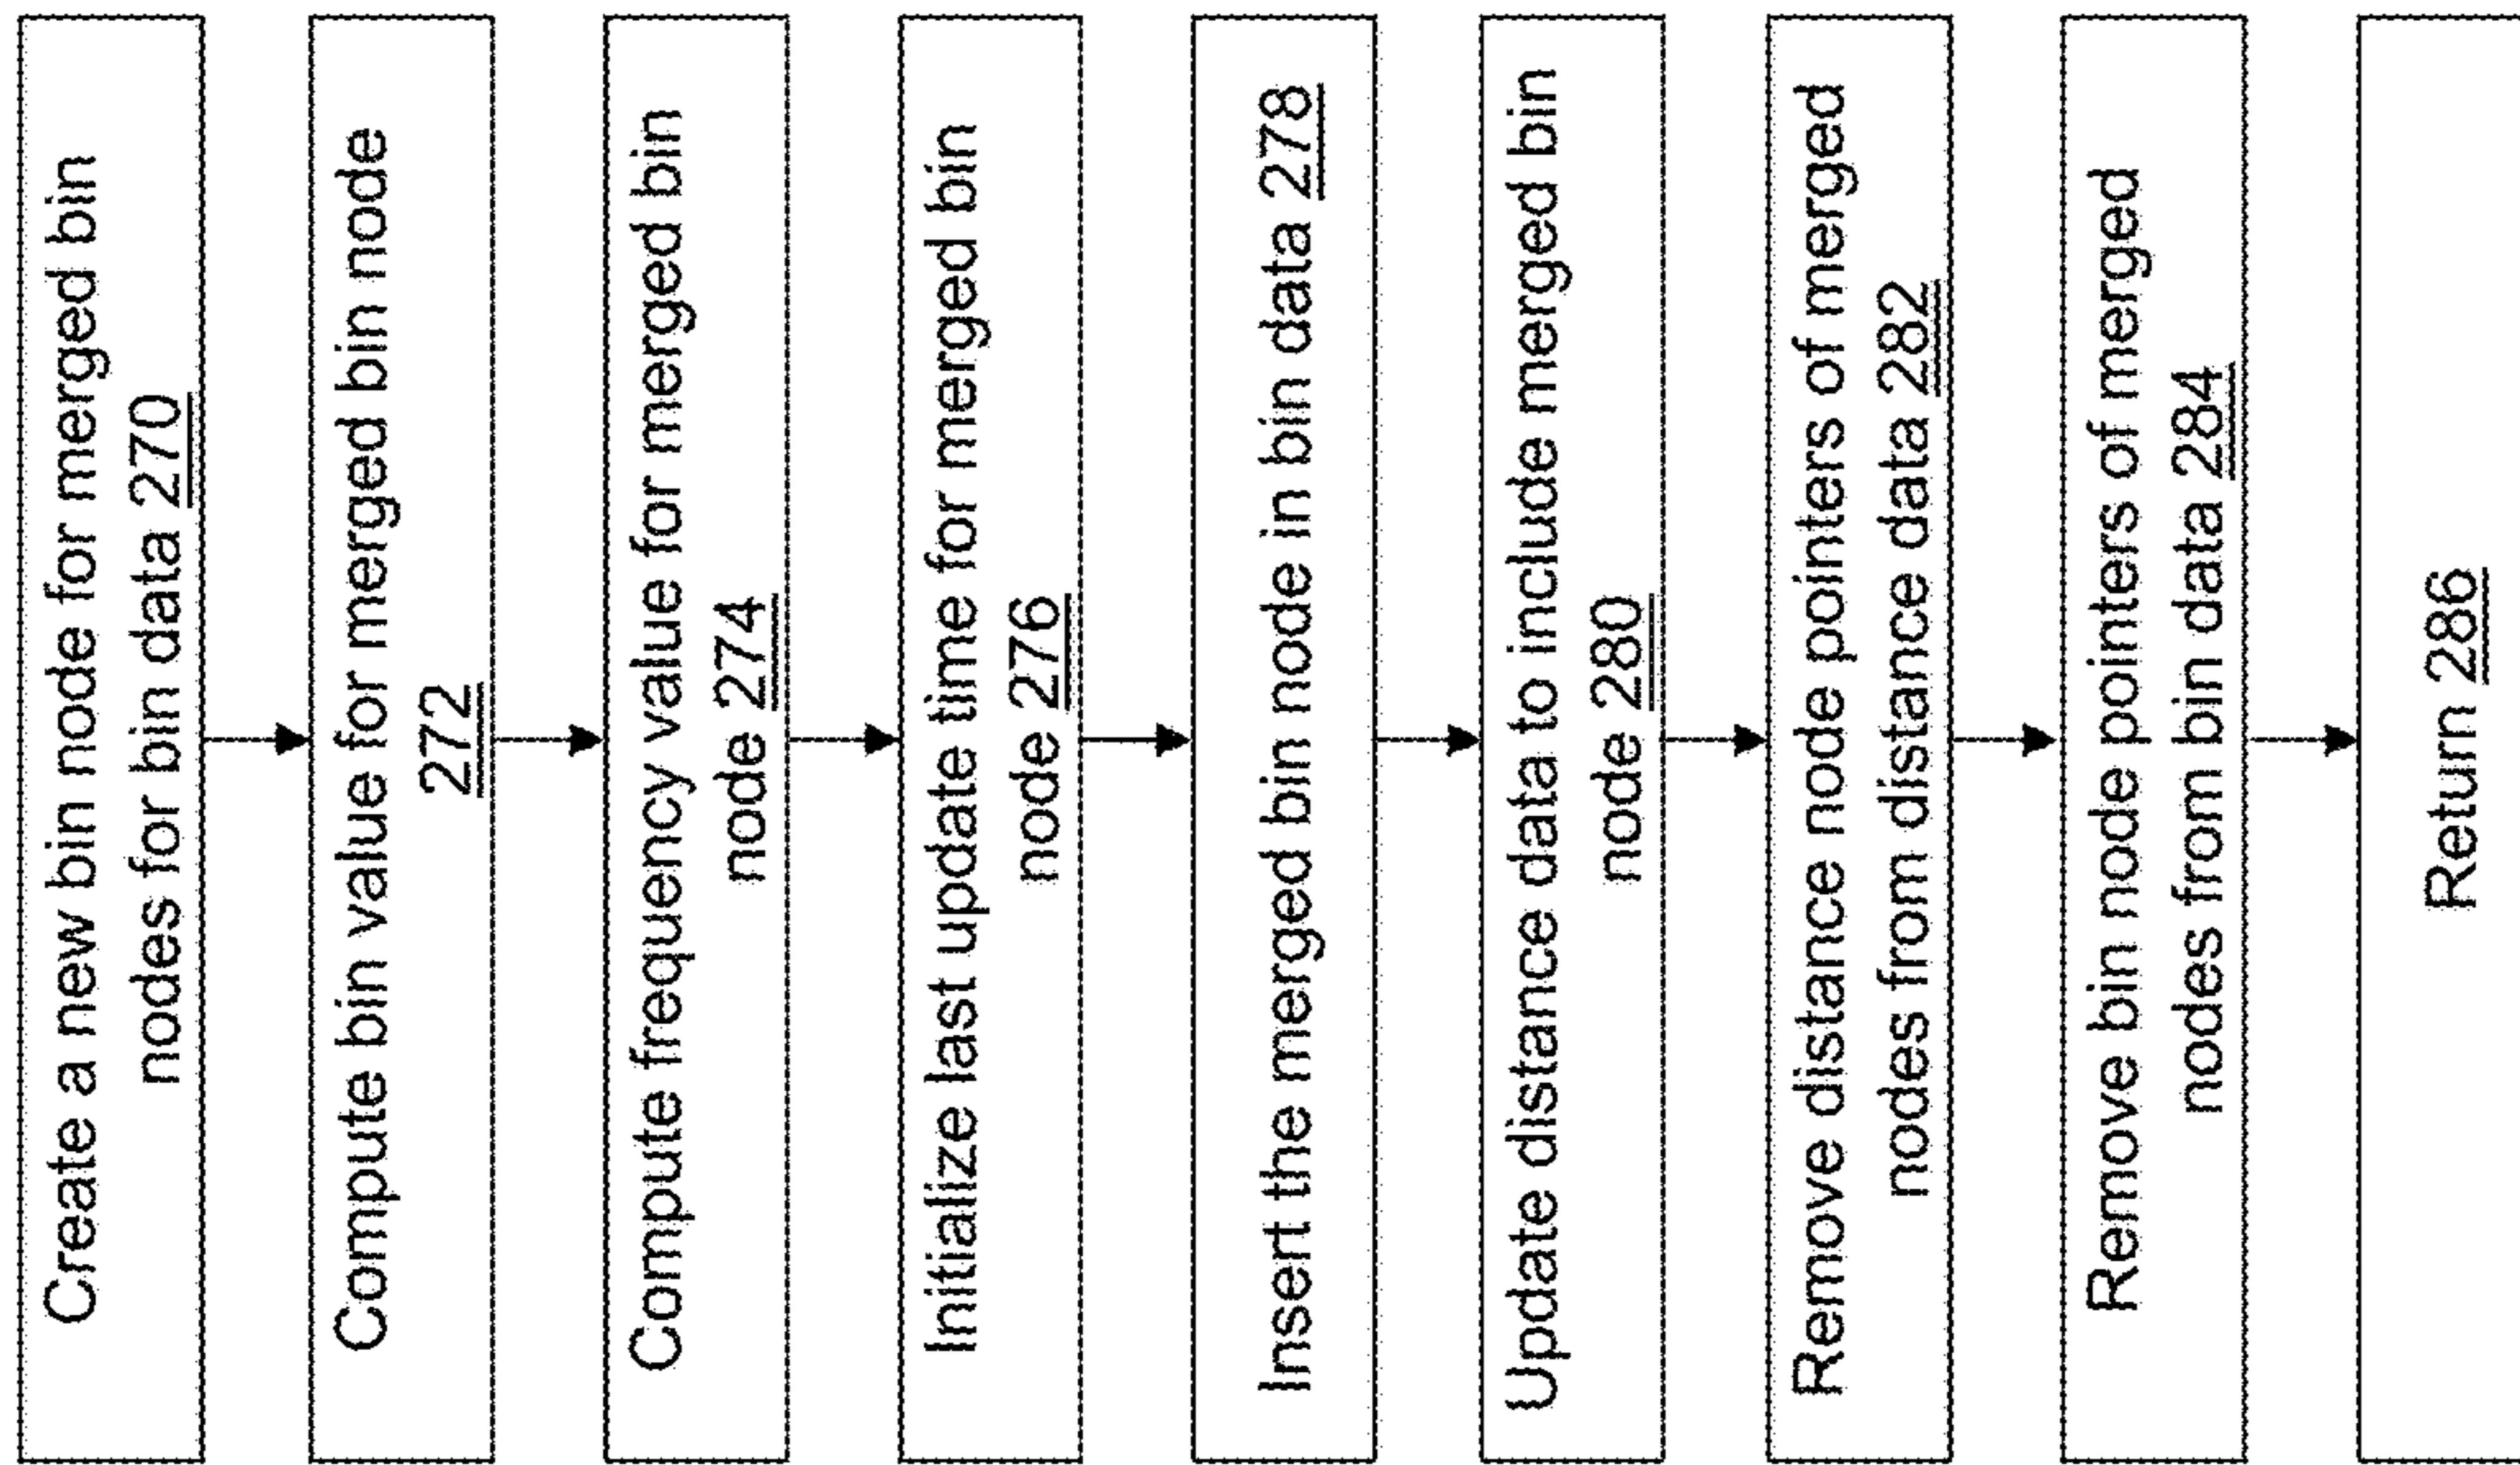 Create a new bin node for merged bin
nodes for bin data 270
Compute bin value for merged bin node
272
Compute frequency value for merged bin
node 274
Initialize last update time for merged bin
node 276
Insert the merged bin node in bin data 278
Update distance data to include merged bin
node 280
Remove distance node pointers of merged
nodes from distance data 282
Remove bin node pointers of merged
nodes from bin data 284
Return 286